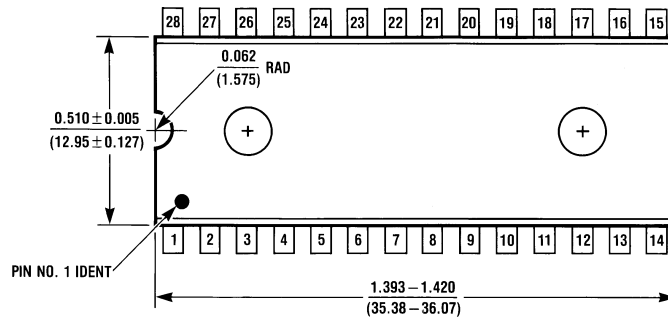 28 27 26 25 24 23 22 21 20 19 18 17 16 15
0.062
(1.575)
RAD
0.510 ± 0.005
(12.95 ± 0.127)
1 2 3 4 5 6 7 8 9 10 11 12 13 14
PIN NO. 1 IDENT
1.393 – 1.420
(35.38 – 36.07)